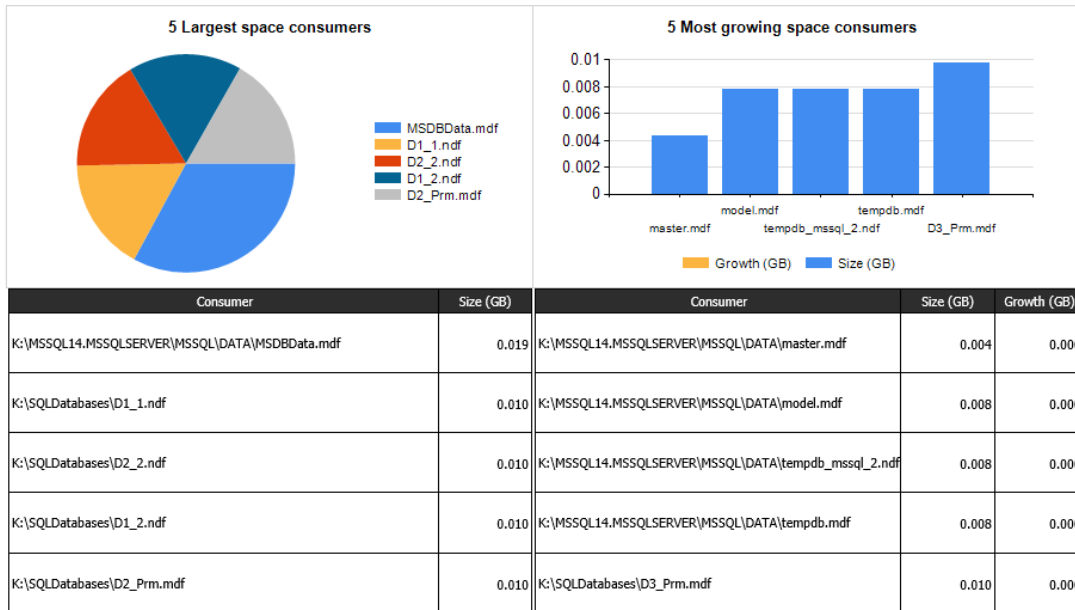 5 Largest space consumers
MSDBData.mdf
D1_1.ndf
D2_2.ndf
D1_2.ndf
D2_Prm.mdf
5 Most growing space consumers
0.01
0.008
0.006
0.004
0.002
0
model.mdf tempdb.mdf
master.mdf tempdb_mssql_2.ndf D3_Prm.mdf
Growth (GB) Size (GB)
Consumer Size (GB)
K:\MSSQL14.MSSQLSERVER\MSSQL\DATA\MSDBData.mdf 0.019
K:\SQLDatabases\D1_1.ndf 0.010
K:\SQLDatabases\D2_2.ndf 0.010
K:\SQLDatabases\D1_2.ndf 0.010
K:\SQLDatabases\D2_Prm.mdf 0.010
Consumer Size (GB) Growth (GB)
K:\MSSQL14.MSSQLSERVER\MSSQL\DATA\master.mdf 0.004
K:\MSSQL14.MSSQLSERVER\MSSQL\DATA\model.mdf 0.008
K:\MSSQL14.MSSQLSERVER\MSSQL\DATA\tempdb_mssql_2.ndf 0.008
K:\MSSQL14.MSSQLSERVER\MSSQL\DATA\tempdb.mdf 0.008
K:\SQLDatabases\D3_Prm.mdf 0.010